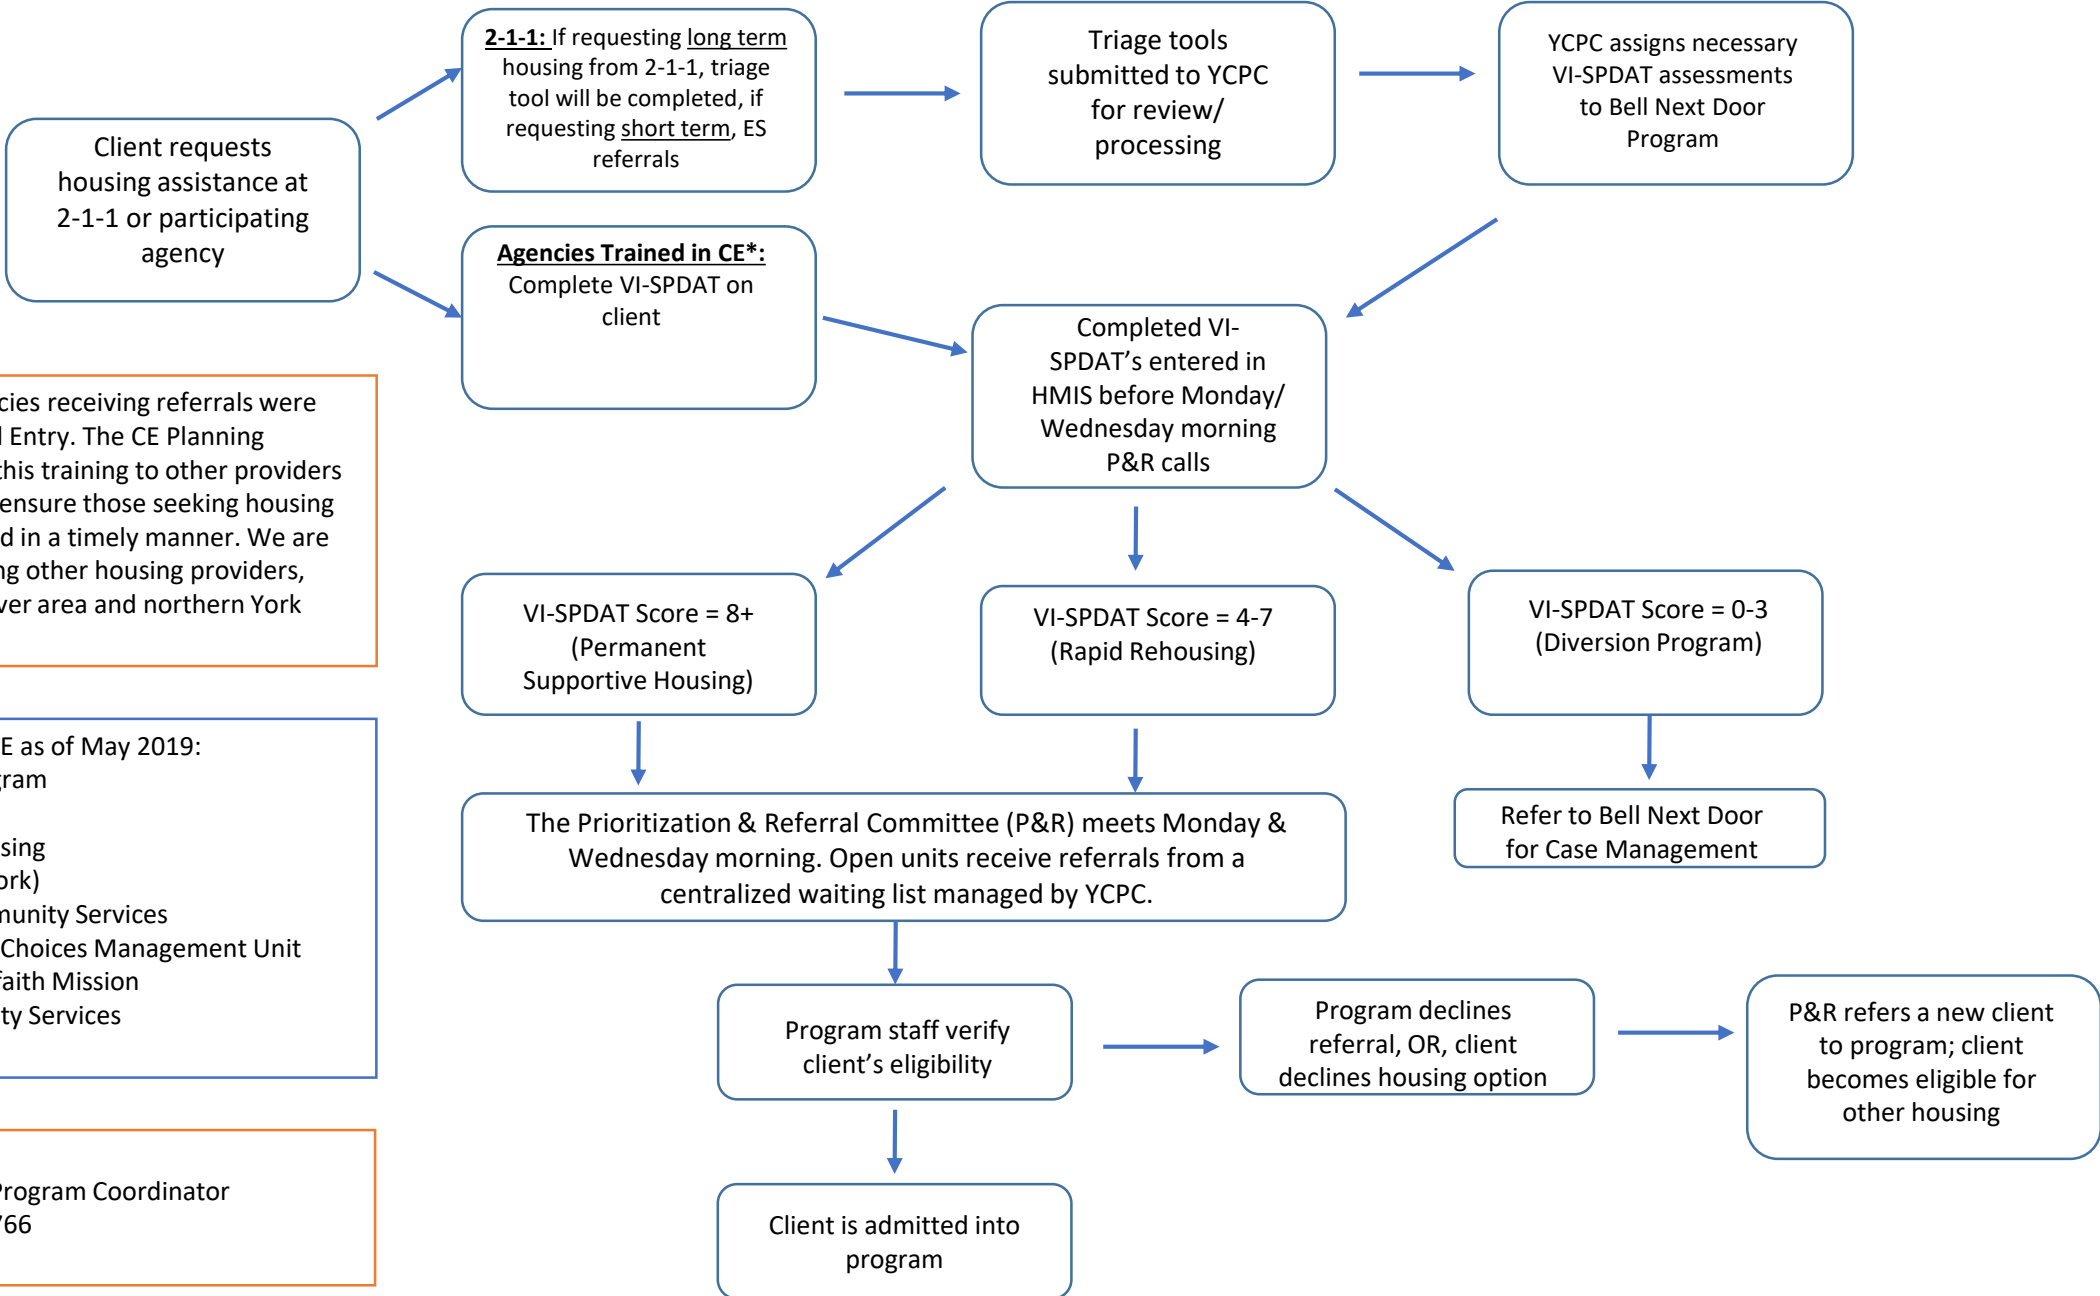 2-1-1: If requesting long term
housing from 2-1-1, triage
tool will be completed, if
requesting short term, ES
referrals
Triage tools
submitted to YCPC
for review/
processing
YCPC assigns necessary
VI-SPDAT assessments
to Bell Next Door
Program
Client requests
housing assistance at
2-1-1 or participating
agency
Agencies Trained in CE*:
Complete VI-SPDAT on
client
Completed VI-
SPDAT’s entered in
HMIS before Monday/
Wednesday morning
P&R calls
cies receiving referrals were
l Entry. The CE Planning
this training to other providers
ensure those seeking housing
d in a timely manner. We are
ng other housing providers,
ver area and northern York
VI-SPDAT Score = 8+
(Permanent
Supportive Housing)
VI-SPDAT Score = 4-7
(Rapid Rehousing)
VI-SPDAT Score = 0-3
(Diversion Program)
E as of May 2019:
gram
sing
ork)
munity Services
Choices Management Unit
faith Mission
ty Services
The Prioritization & Referral Committee (P&R) meets Monday &
Wednesday morning. Open units receive referrals from a
centralized waiting list managed by YCPC.
Refer to Bell Next Door
for Case Management
Program staff verify
client’s eligibility
Program declines
referral, OR, client
declines housing option
P&R refers a new client
to program; client
becomes eligible for
other housing
Program Coordinator
766
Client is admitted into
program